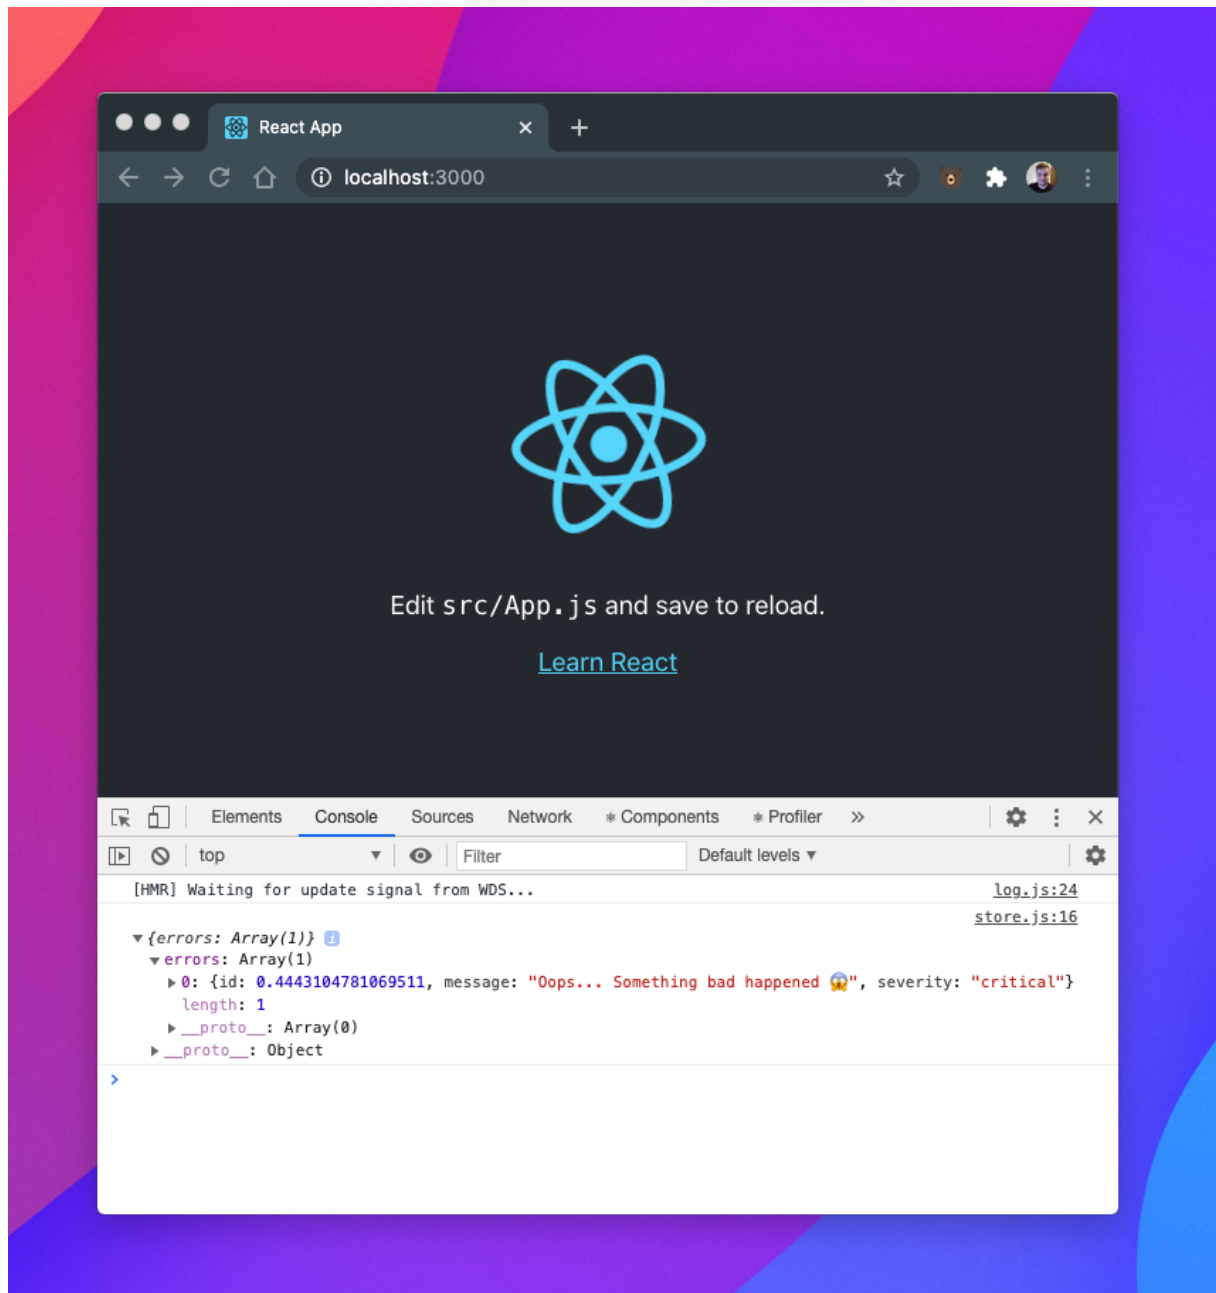 React App
localhost:3000
Edit src/App.js and save to reload.
Learn React
Elements Console Sources Network Components Profiler
top Filter Default levels
[HMR] Waiting for update signal from WDS... log.js:24
store.js:16
{errors: Array(1)}
errors: Array(1)
0: {id: 0.4443104781069511, message: "Oops... Something bad happened 😱", severity: "critical"}
length: 1
__proto__: Array(0)
__proto__: Object